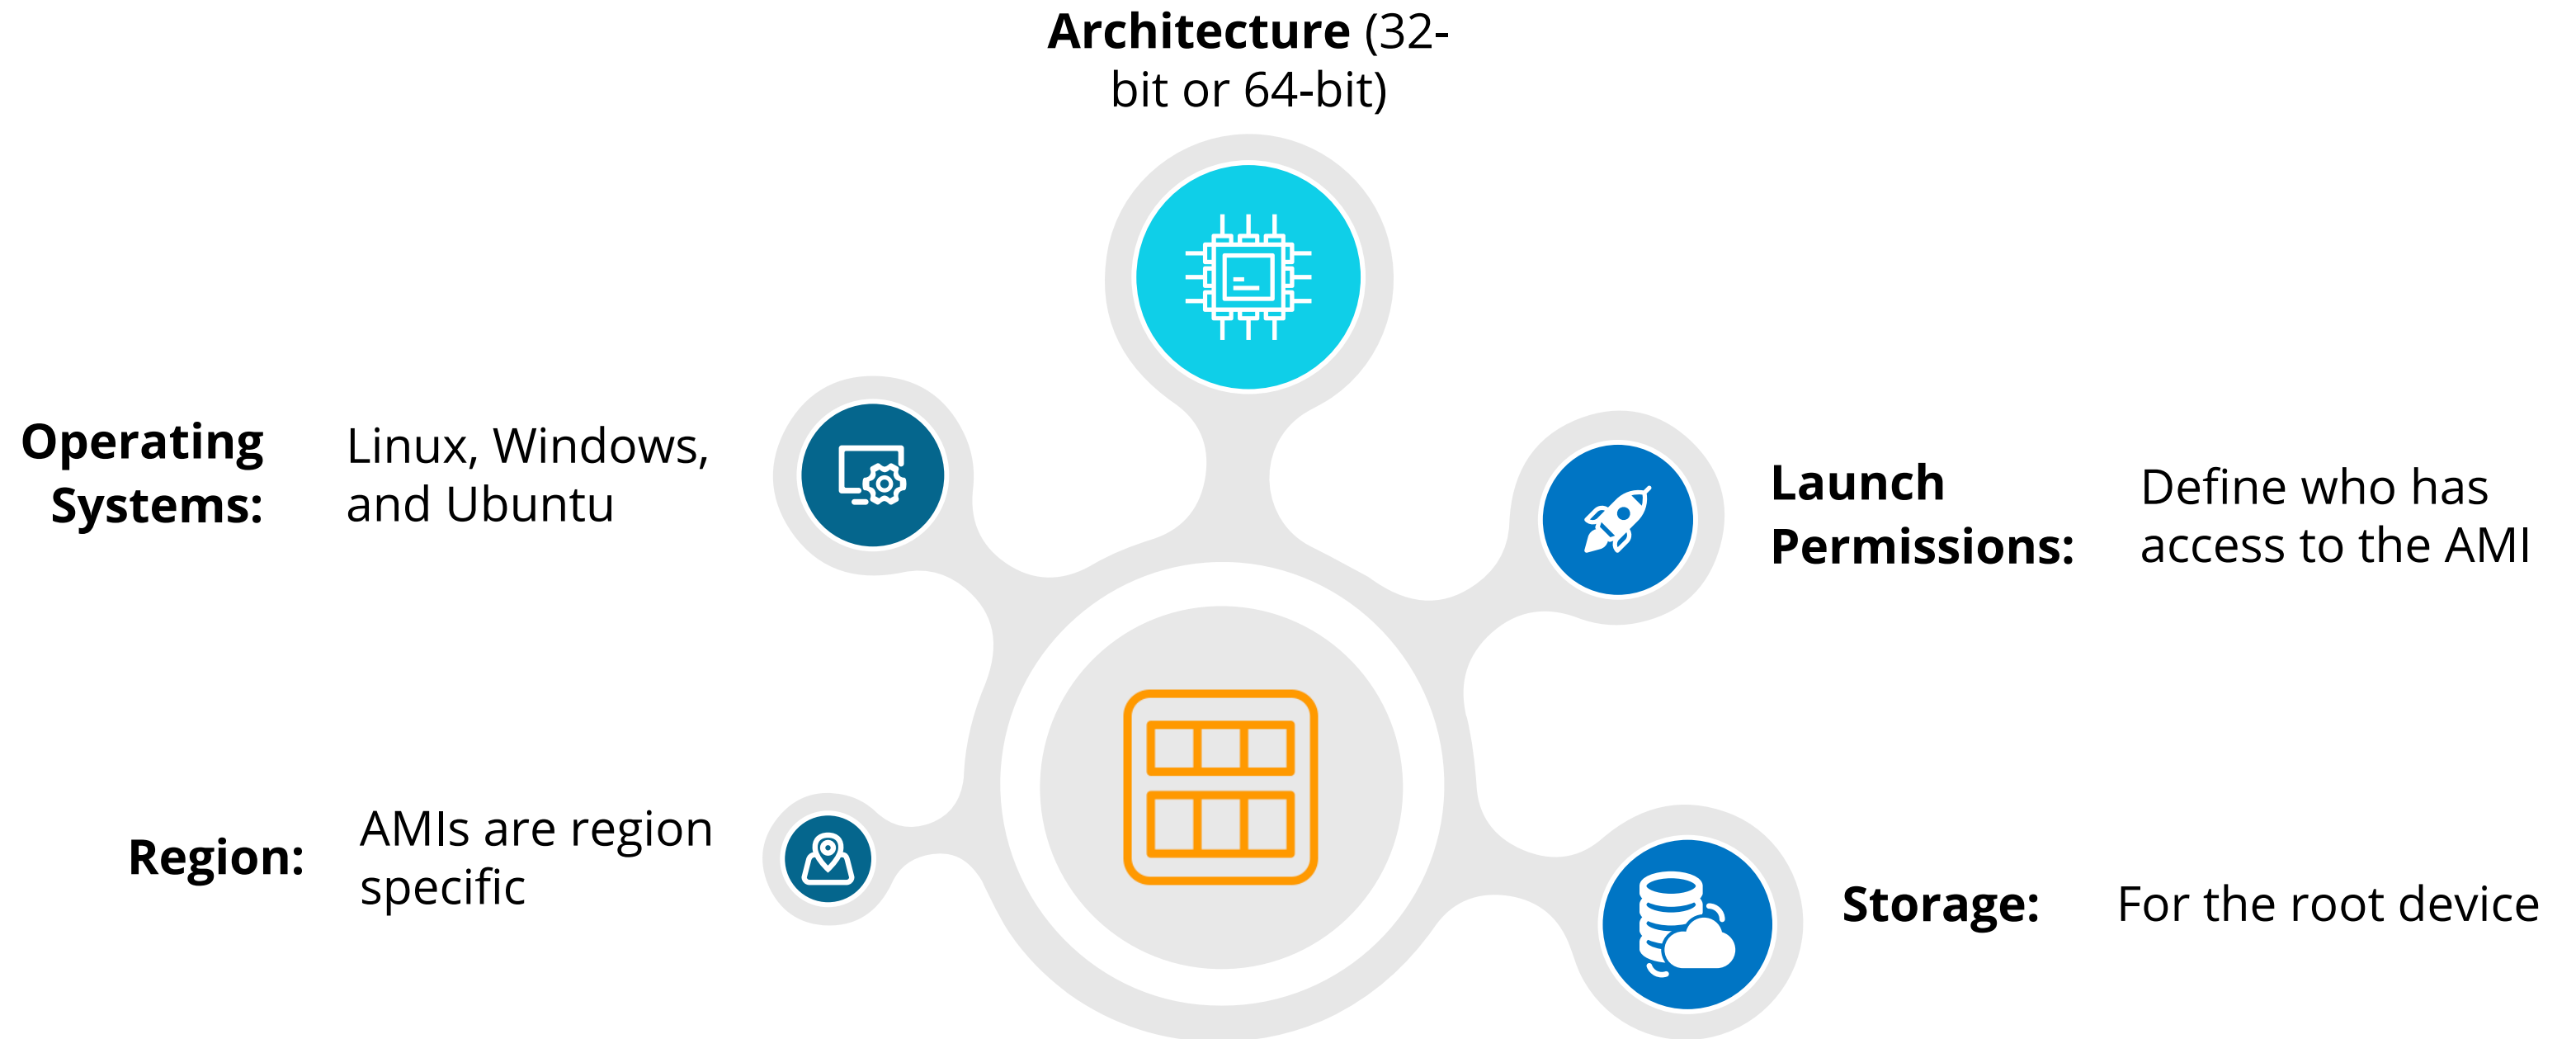 Architecture (32-
bit or 64-bit)
Operating
Systems:
Linux, Windows,
and Ubuntu
Launch
Permissions:
Define who has
access to the AMI
Region:
AMIs are region
specific
Storage:
For the root device